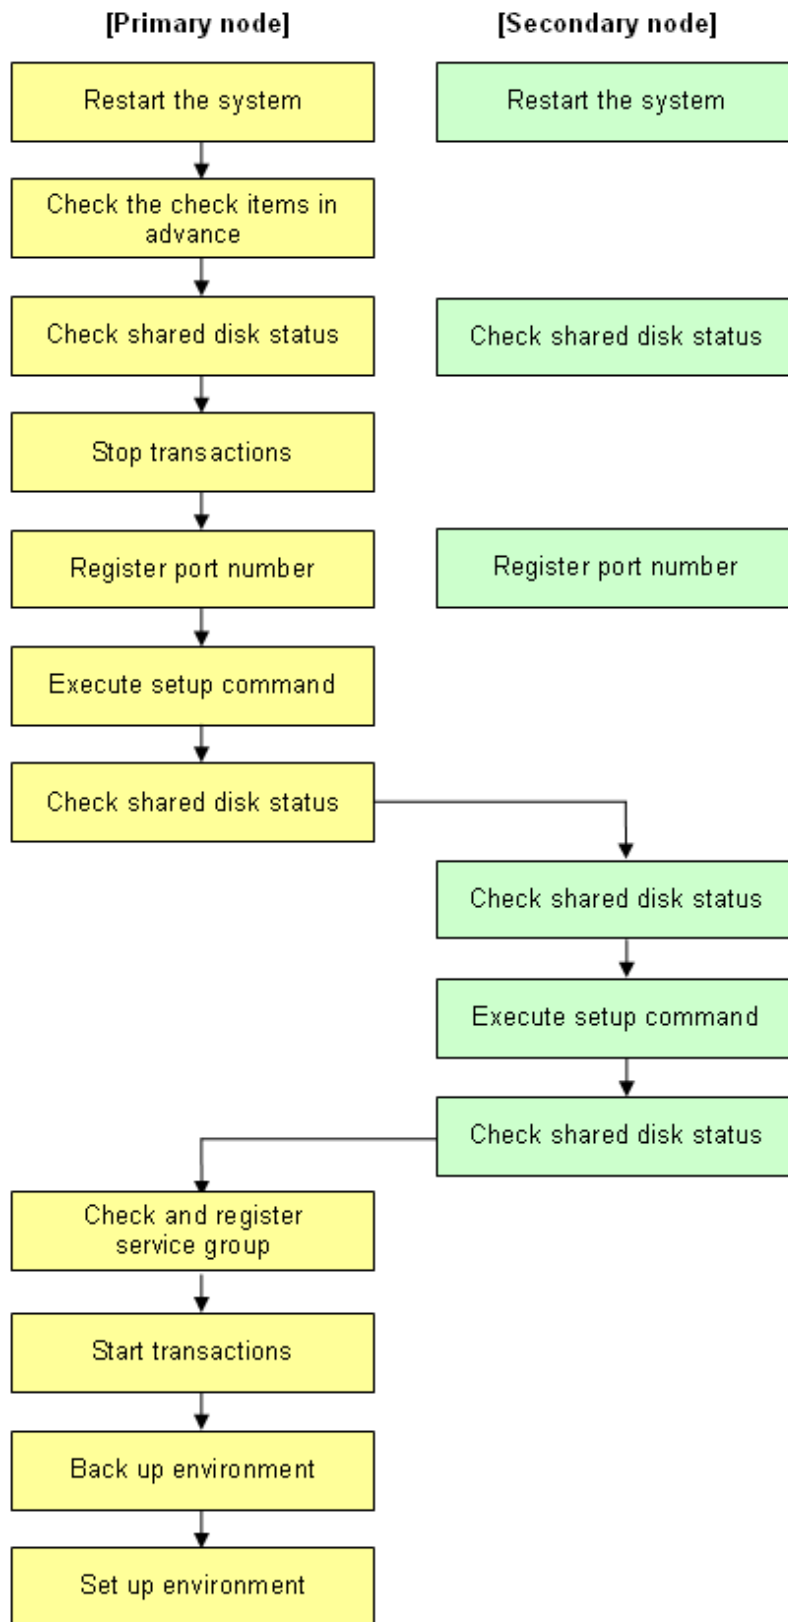 [Primary node]
[Secondary node]
Restart the system
Restart the system
Check the check items in
advance
Check shared disk status
Check shared disk status
Stop transactions
Register port number
Register port number
Execute setup command
Check shared disk status
Check shared disk status
Execute setup command
Check shared disk status
Check and register
service group
Start transactions
Back up environment
Set up environment